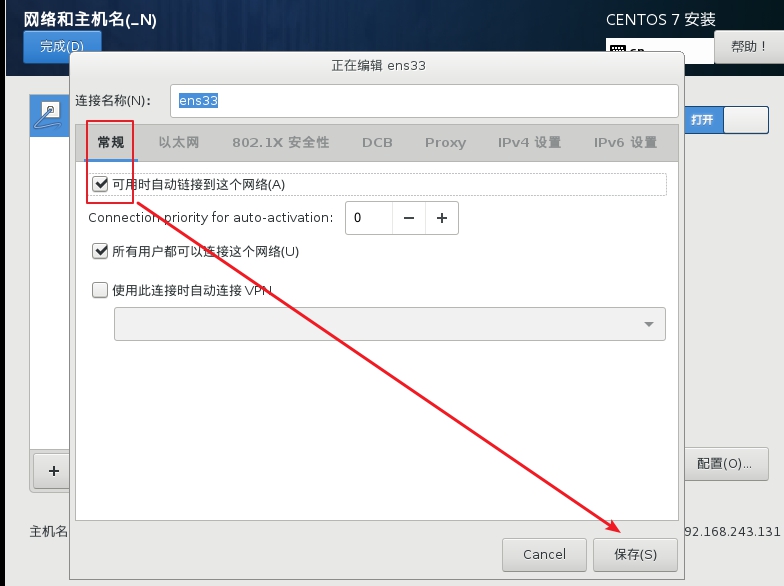 网络和主机名(_N)
CENTOS 7 安装
完成(D)
cn
帮助！
正在编辑 ens33
连接名称(N)：
ens33
常规
以太网
802.1X 安全性
DCB
Proxy
IPv4 设置
IPv6 设置
打开
可用时自动链接到这个网络(A)
Connection priority for auto-activation:
0
−
+
所有用户都可以连接这个网络(U)
使用此连接时自动连接 VPN
+
配置(O)...
主机名
92.168.243.131
Cancel
保存(S)